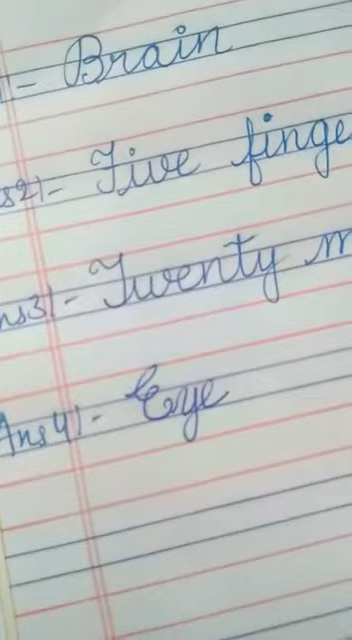 1- Brain
s2)- Five finge
ns3)- Twenty m
Ans4)- Eye